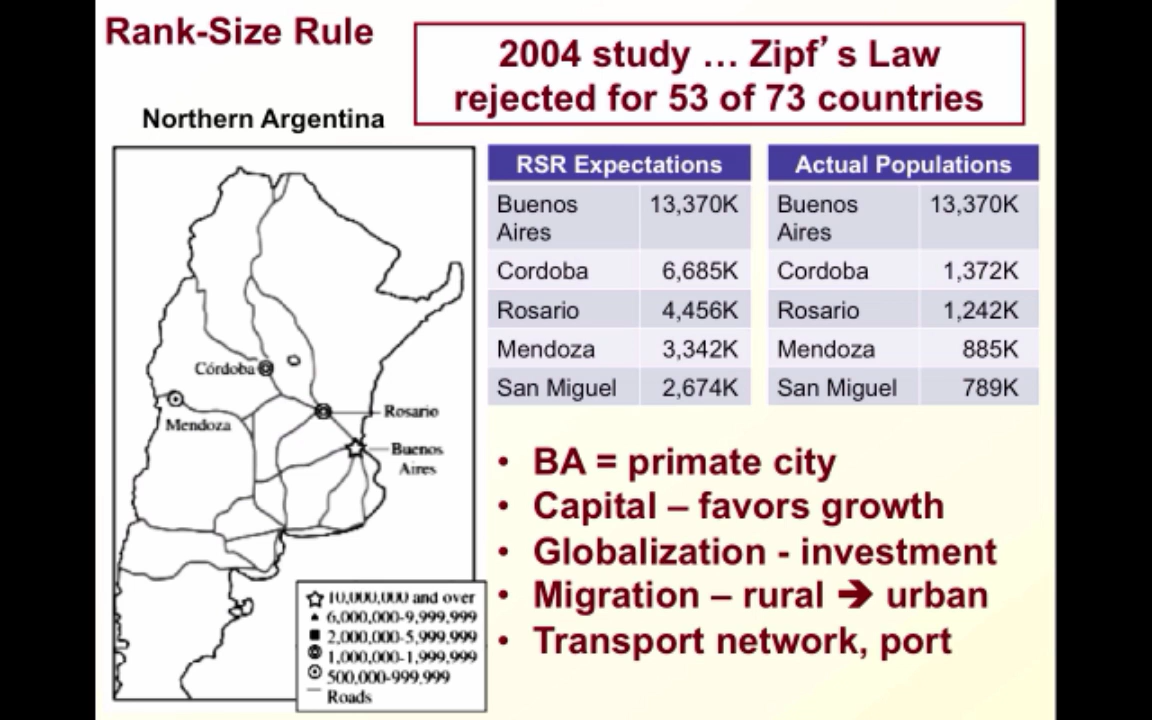 Rank-Size Rule
2004 study … Zipf’s Law
rejected for 53 of 73 countries
Northern Argentina
Córdoba
Mendoza
Rosario
Buenos
Aires
10,000,000 and over
6,000,000-9,999,999
2,000,000-5,999,999
1,000,000-1,999,999
500,000-999,999
Roads
RSR Expectations
Buenos 13,370K
Aires
Cordoba 6,685K
Rosario 4,456K
Mendoza 3,342K
San Miguel 2,674K
Actual Populations
Buenos 13,370K
Aires
Cordoba 1,372K
Rosario 1,242K
Mendoza 885K
San Miguel 789K
• BA = primate city
• Capital – favors growth
• Globalization - investment
• Migration – rural ➔ urban
• Transport network, port